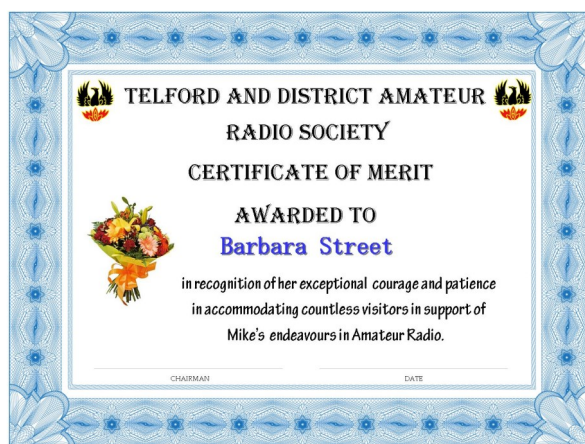 TELFORD AND DISTRICT AMATEUR
RADIO SOCIETY
CERTIFICATE OF MERIT
AWARDED TO
Barbara Street
in recognition of her exceptional courage and patience
in accommodating countless visitors in support of
Mike's endeavours in Amateur Radio.
CHAIRMAN DATE